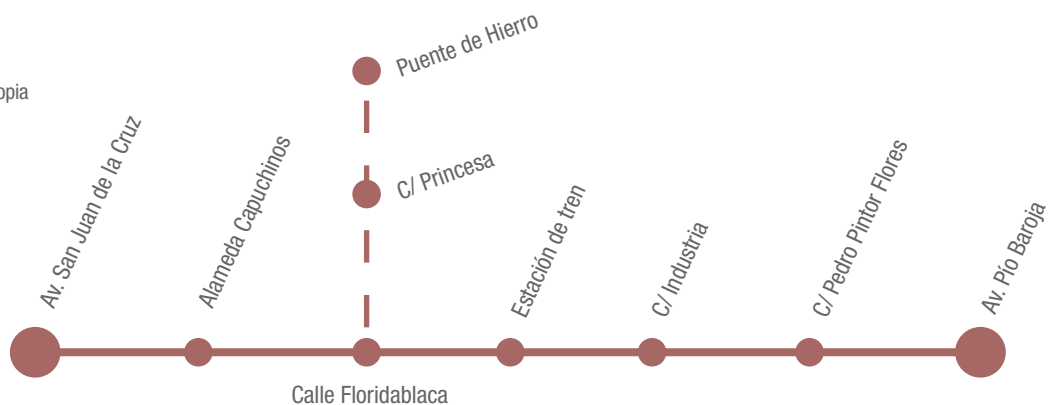 Puente de Hierro
opia
Av. San Juan de la Cruz
Alameda Capuchinos
C/ Princesa
Estación de tren
C/ Industria
C/ Pedro Pintor Flores
Av. Pío Baroja
Calle Floridablaca